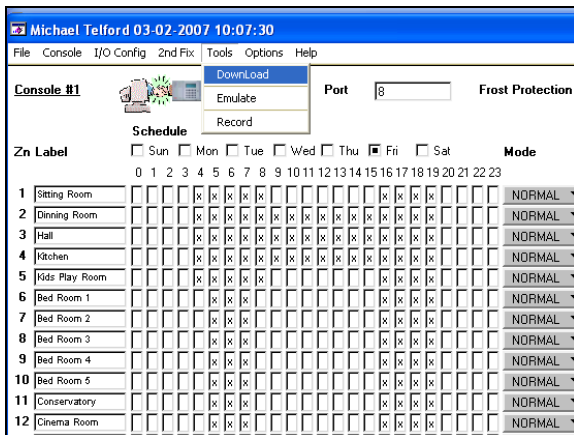 Michael Telford 03-02-2007 10:07:30
File Console I/O Config 2nd Fix Tools Options Help
DownLoad
Emulate
Record
Console #1 Port 8 Frost Protection
Schedule
Zn Label Sun Mon Tue Wed Thu Fri Sat Mode
0 1 2 3 4 5 6 7 8 9 10 11 12 13 14 15 16 17 18 19 20 21 22 23
1 Sitting Room x x x x x x x x x NORMAL
2 Dinning Room x x x x x x x x x x x x x x x x NORMAL
3 Hall x x x x x x x x x x x x x x x x NORMAL
4 Kitchen x x x x x x x x x x x x x x x x NORMAL
5 Kids Play Room x x x x x x x x x NORMAL
6 Bed Room 1 x x x x x x x NORMAL
7 Bed Room 2 x x x x x x x NORMAL
8 Bed Room 3 x x x x x x x NORMAL
9 Bed Room 4 x x x x x x x NORMAL
10 Bed Room 5 x x x x x x x NORMAL
11 Conservatory x x x x x x x NORMAL
12 Cinema Room x x x x x x x NORMAL